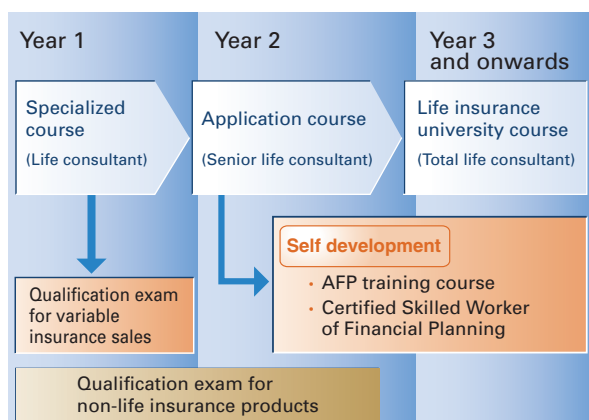 Year 1
Year 2
Year 3
and onwards
Specialized
course
(Life consultant)
Application course
(Senior life consultant)
Life insurance
university course
(Total life consultant)
Self development
• AFP training course
• Certified Skilled Worker
of Financial Planning
Qualification exam
for variable
insurance sales
Qualification exam for
non-life insurance products